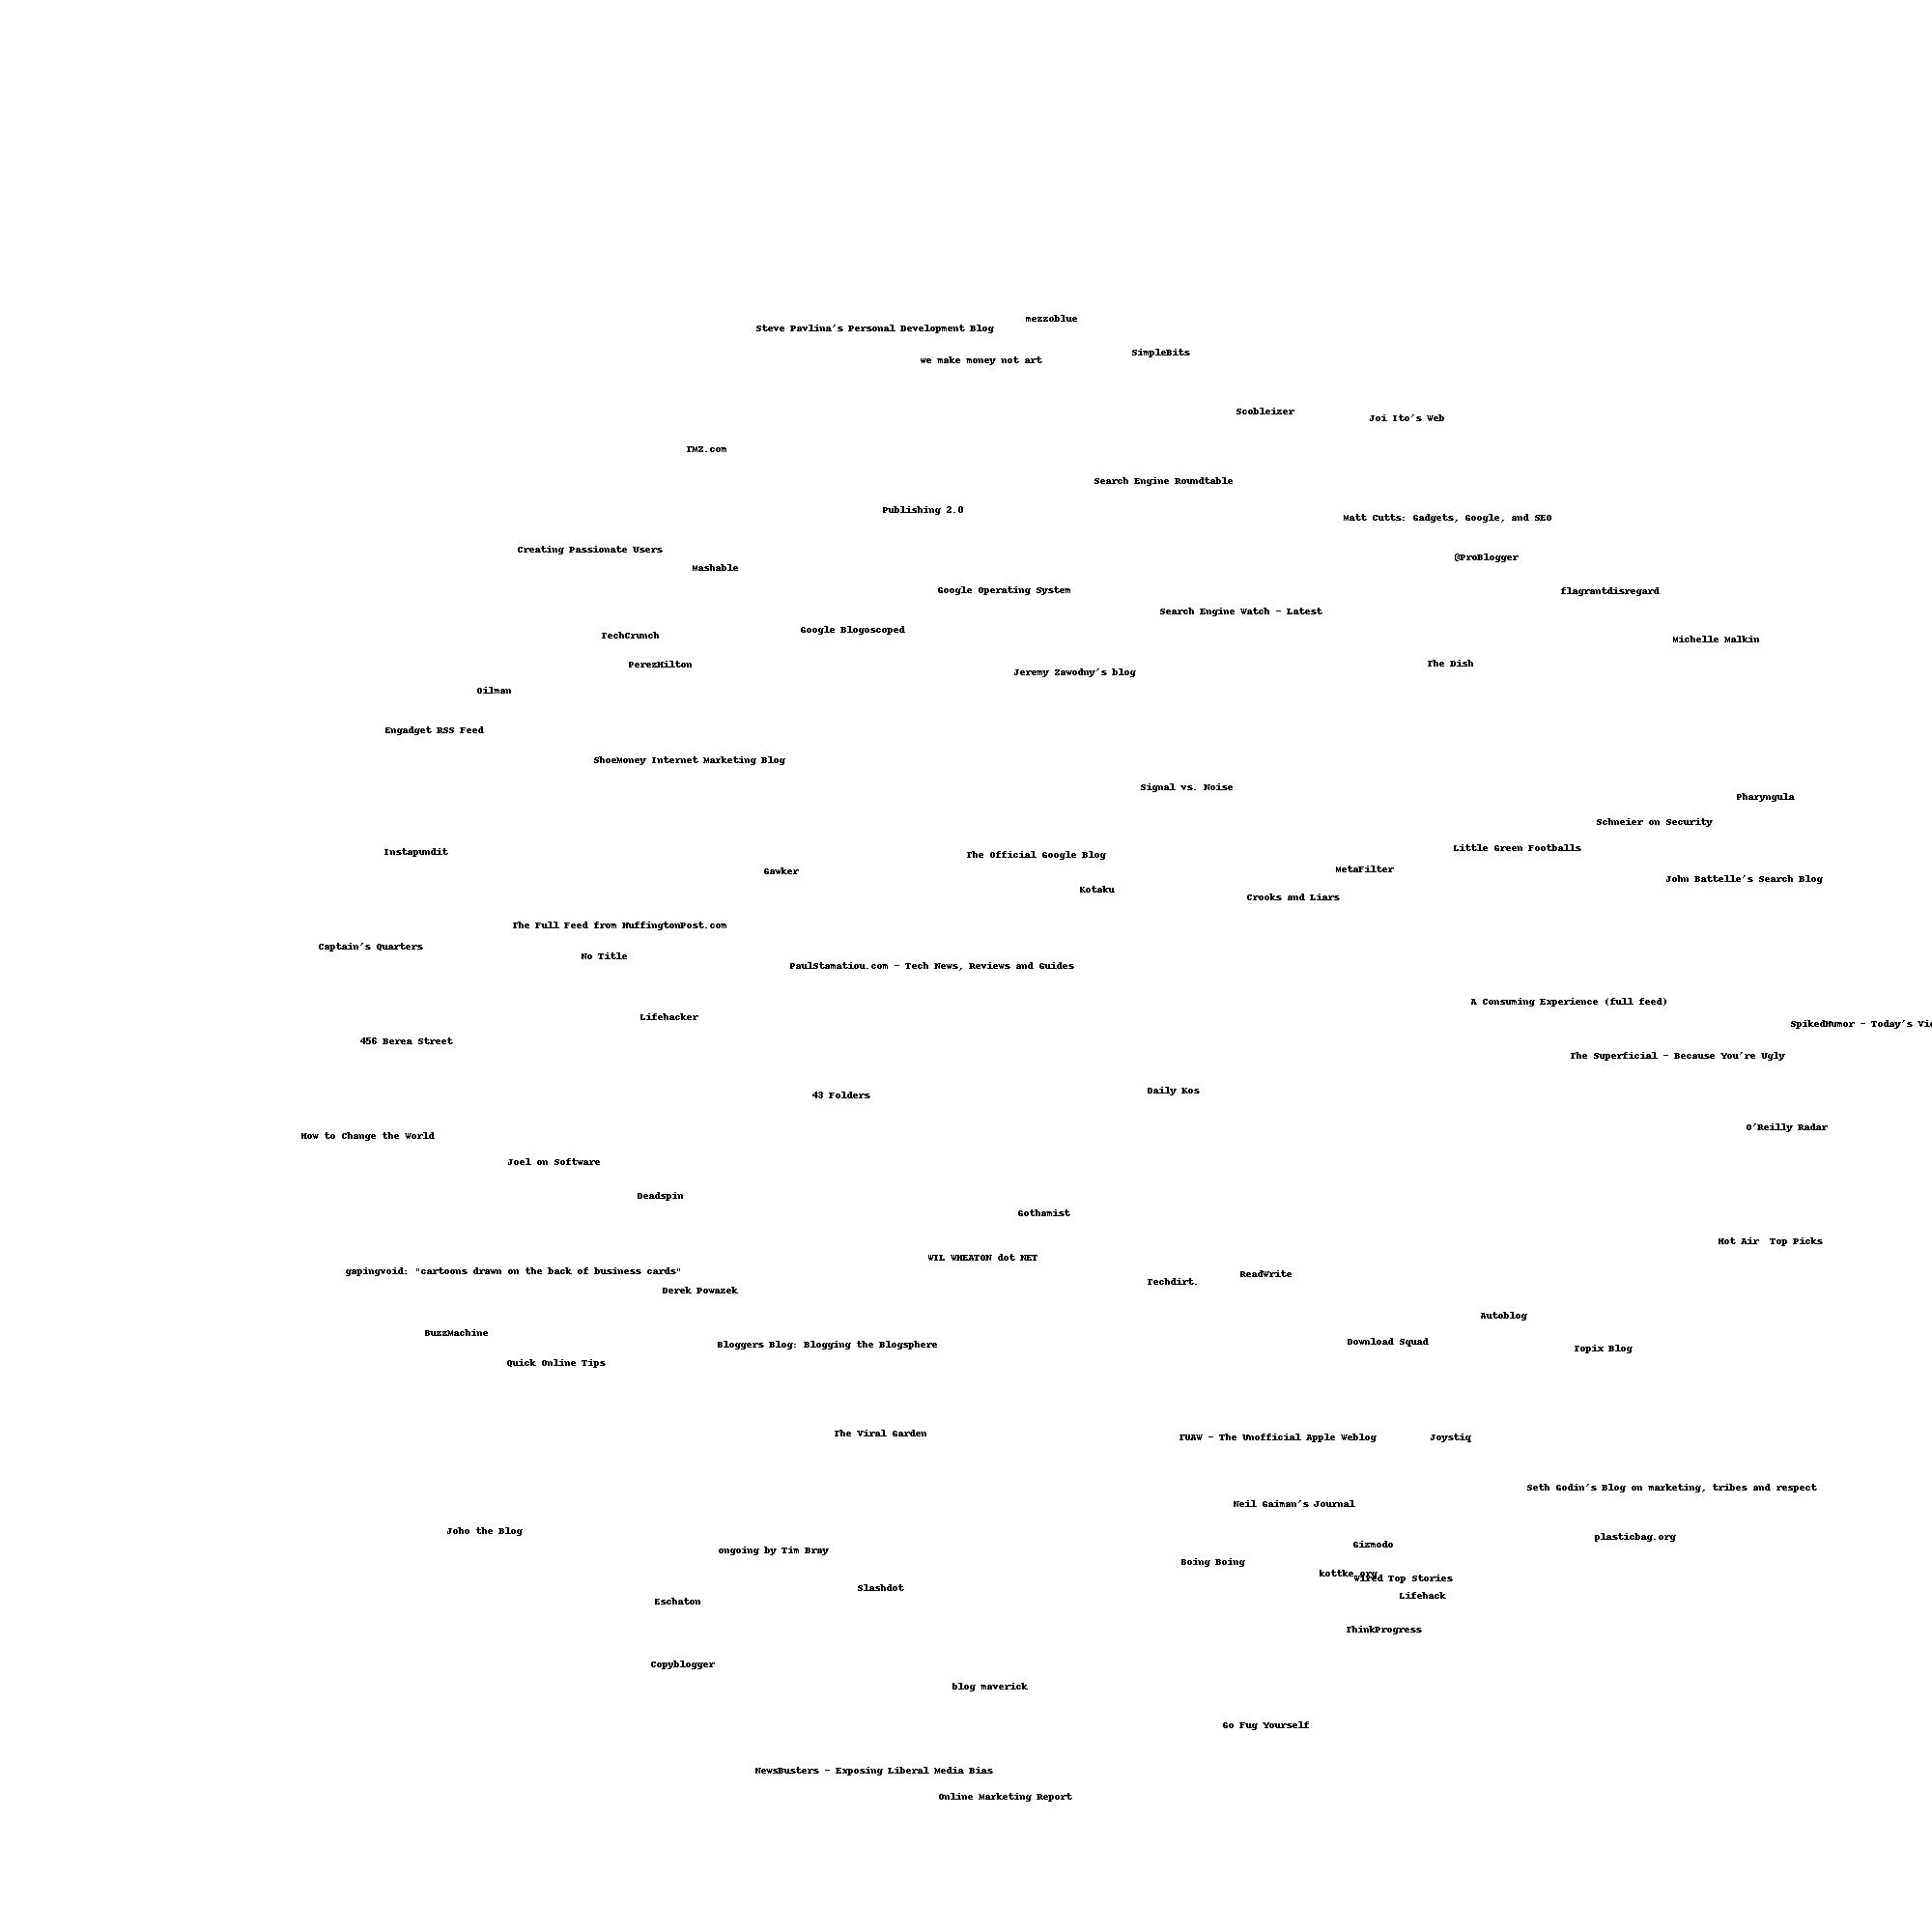 mezzoblue
Steve Pavlina's Personal Development Blog
SimpleBits
we make money not art
Scobleizer
Joi Ito's Web
TMZ.com
Search Engine Roundtable
Publishing 2.0
Matt Cutts: Gadgets, Google, and SEO
Creating Passionate Users
@ProBlogger
Mashable
Google Operating System
flagrantdisregard
Search Engine Watch - Latest
Google Blogoscoped
TechCrunch
Michelle Malkin
PerezHilton
The Dish
Jeremy Zawodny's blog
Oilman
Engadget RSS Feed
ShoeMoney Internet Marketing Blog
Signal vs. Noise
Pharyngula
Schneier on Security
Little Green Footballs
Instapundit
The Official Google Blog
Gawker
MetaFilter
John Battelle's Search Blog
Kotaku
Crooks and Liars
The Full Feed from HuffingtonPost.com
Captain's Quarters
No Title
PaulStamatiou.com - Tech News, Reviews and Guides
A Consuming Experience (full feed)
Lifehacker
SpikedHumor - Today's
456 Berea Street
The Superficial - Because You're Ugly
Daily Kos
43 Folders
O'Reilly Radar
How to Change the World
Joel on Software
Deadspin
Gothamist
Hot Air  Top Picks
WIL WHEATON dot NET
gapingvoid: "cartoons drawn on the back of business cards"
ReadWrite
Techdirt.
Derek Powazek
Autoblog
BuzzMachine
Download Squad
Bloggers Blog: Blogging the Blogsphere
Topix Blog
Quick Online Tips
The Viral Garden
TUAW - The Unofficial Apple Weblog
Joystiq
Seth Godin's Blog on marketing, tribes and respect
Neil Gaiman's Journal
Joho the Blog
plasticbag.org
Gizmodo
ongoing by Tim Bray
Boing Boing
kottke.org
Wired Top Stories
Slashdot
Lifehack
Eschaton
ThinkProgress
Copyblogger
blog maverick
Go Fug Yourself
NewsBusters - Exposing Liberal Media Bias
Online Marketing Report